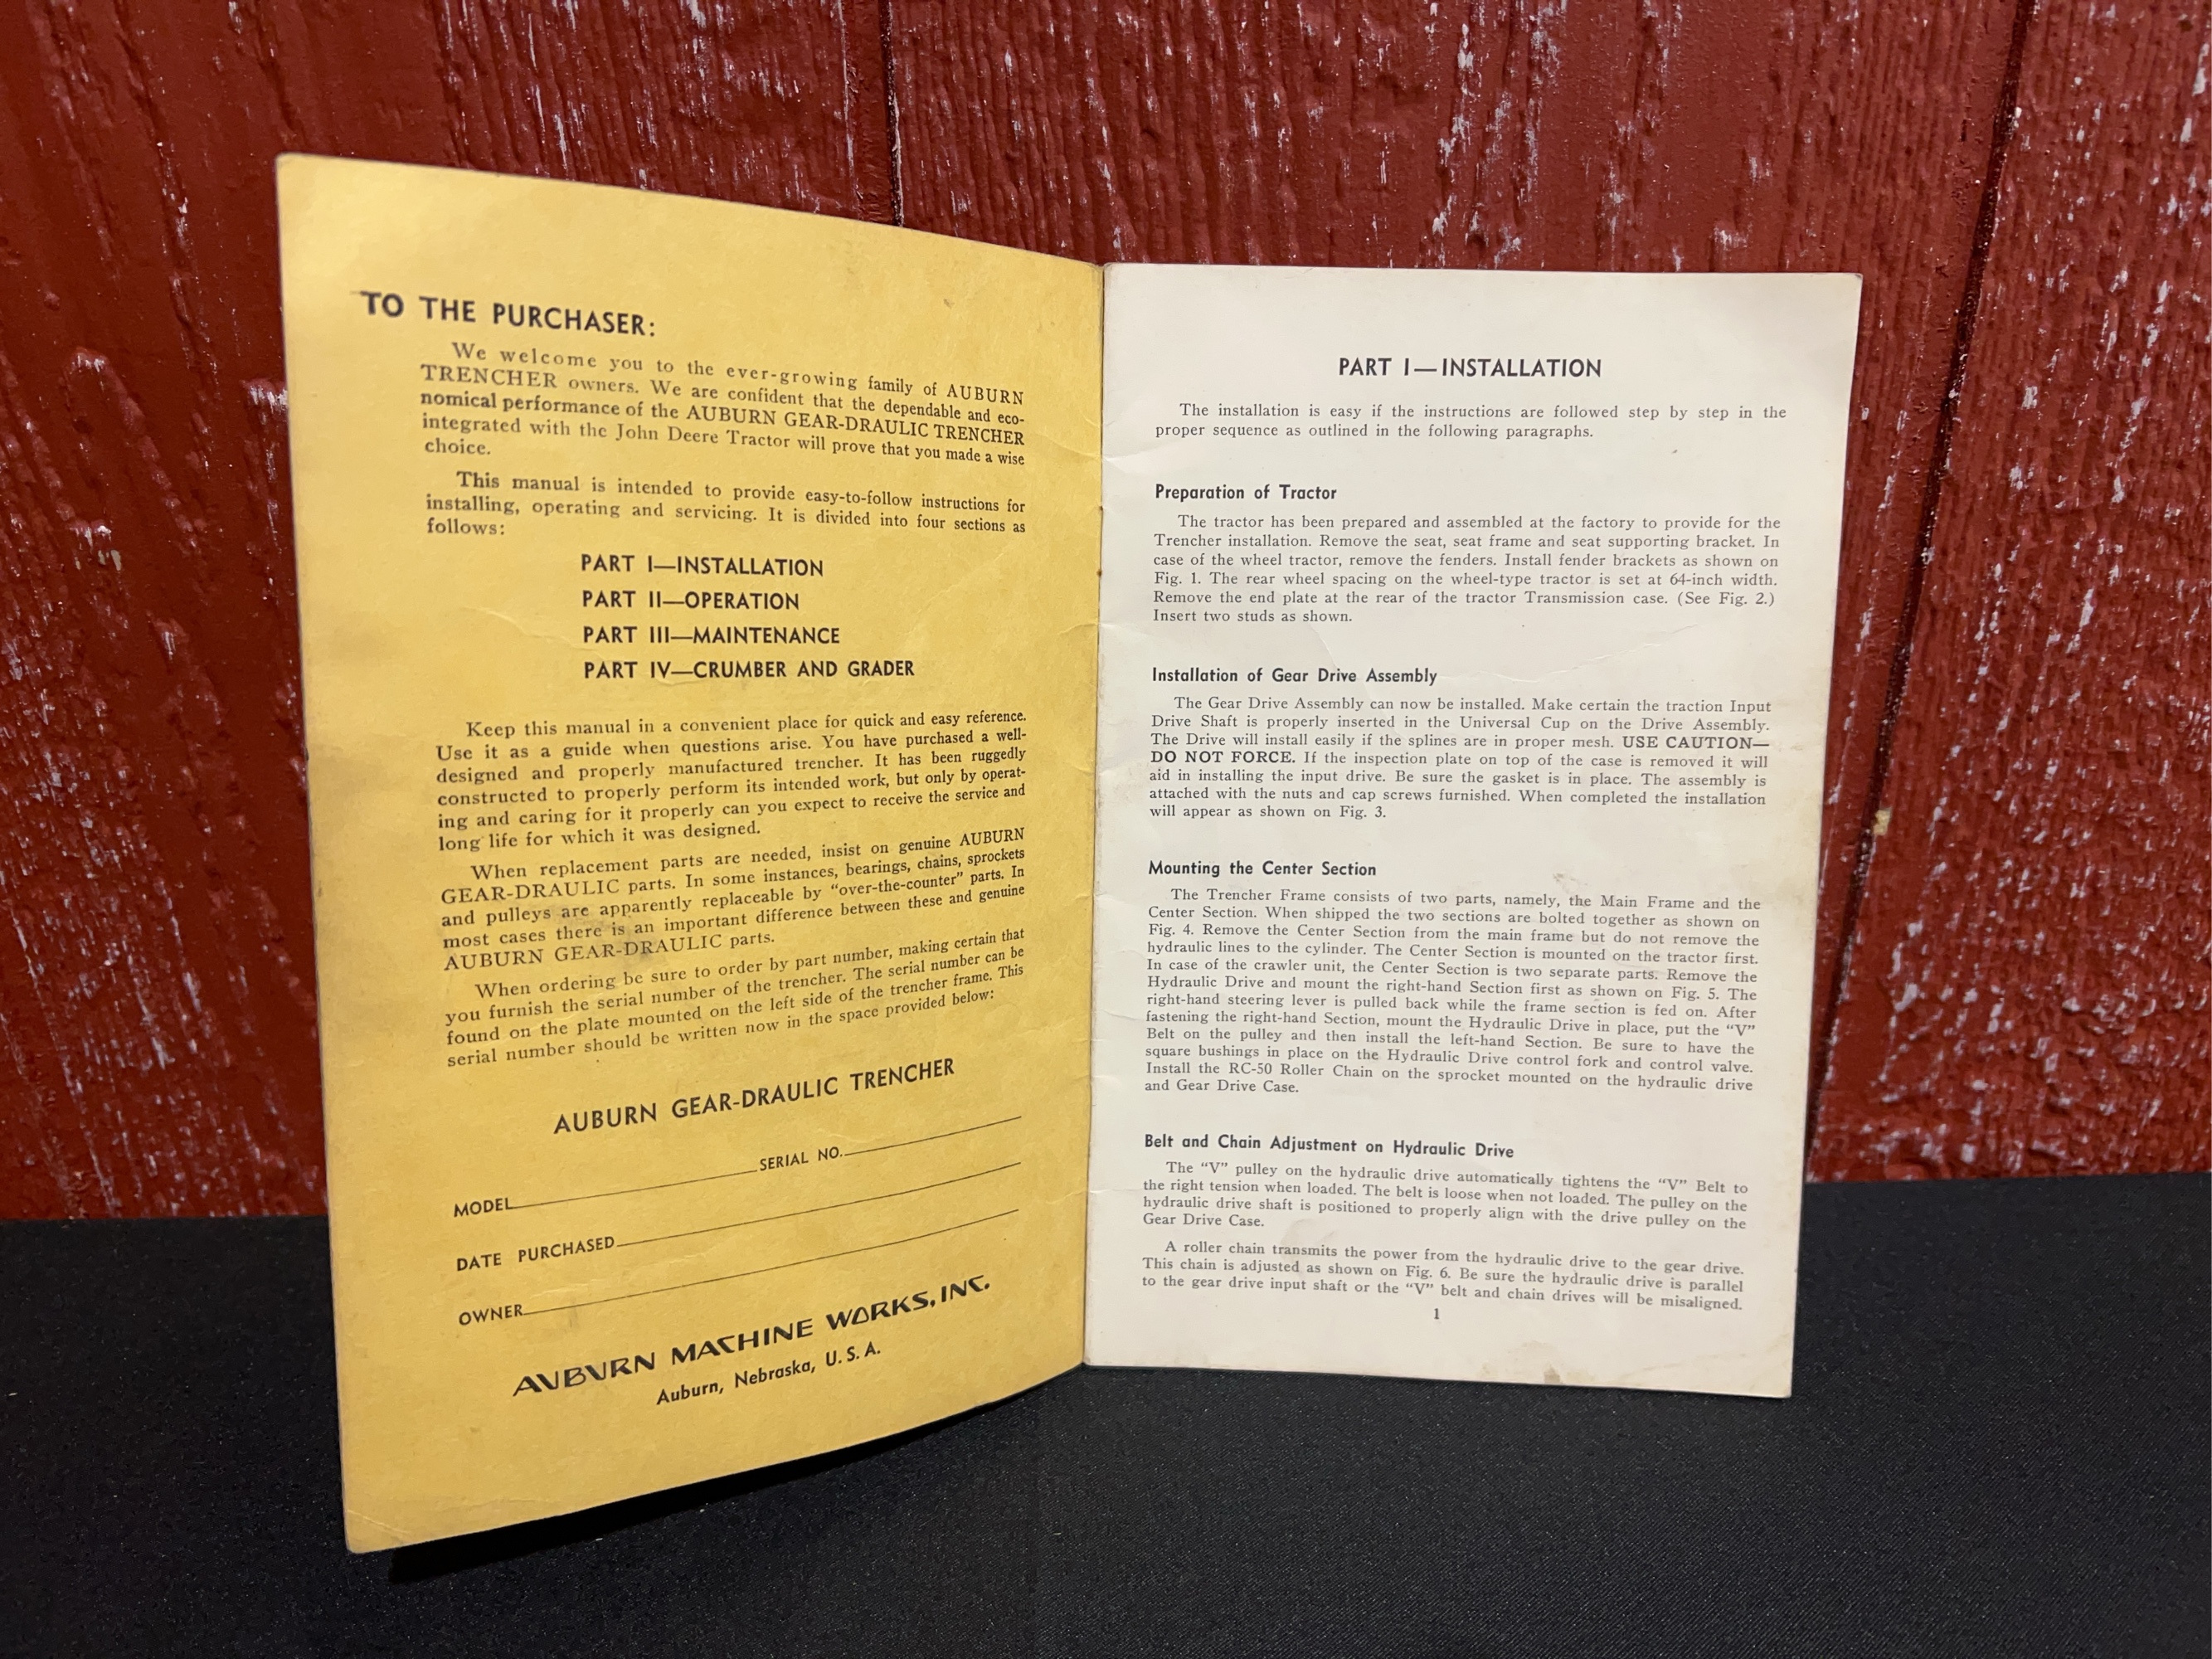 TO THE PURCHASER:
We welcome you to the ever-growing family of AUBURN
TRENCHER owners. We are confident that the dependable and eco-
nomical performance of the AUBURN GEAR-DRAULIC TRENCHER
integrated with the John Deere Tractor will prove that you made a wise
choice.
This manual is intended to provide easy-to-follow instructions for
installing, operating and servicing. It is divided into four sections as
follows:
PART I—INSTALLATION
PART II—OPERATION
PART III—MAINTENANCE
PART IV—CRUMBER AND GRADER
Keep this manual in a convenient place for quick and easy reference.
Use it as a guide when questions arise. You have purchased a well-
designed and properly manufactured trencher. It has been ruggedly
constructed to properly perform its intended work, but only by operat-
ing and caring for it properly can you expect to receive the service and
long life for which it was designed.
When replacement parts are needed, insist on genuine AUBURN
GEAR-DRAULIC parts. In some instances, bearings, chains, sprockets
and pulleys are apparently replaceable by "over-the-counter" parts. In
most cases there is an important difference between these and genuine
AUBURN GEAR-DRAULIC parts.
When ordering be sure to order by part number, making certain that
you furnish the serial number of the trencher. The serial number can be
found on the plate mounted on the left side of the trencher frame. This
serial number should be written now in the space provided below:
AUBURN GEAR-DRAULIC TRENCHER
MODEL SERIAL NO.
DATE PURCHASED
OWNER
AUBURN MACHINE WORKS, INC.
Auburn, Nebraska, U. S. A.
PART I—INSTALLATION
The installation is easy if the instructions are followed step by step in the
proper sequence as outlined in the following paragraphs.
Preparation of Tractor
The tractor has been prepared and assembled at the factory to provide for the
Trencher installation. Remove the seat, seat frame and seat supporting bracket. In
case of the wheel tractor, remove the fenders. Install fender brackets as shown on
Fig. 1. The rear wheel spacing on the wheel-type tractor is set at 64-inch width.
Remove the end plate at the rear of the tractor Transmission case. (See Fig. 2.)
Insert two studs as shown.
Installation of Gear Drive Assembly
The Gear Drive Assembly can now be installed. Make certain the traction Input
Drive Shaft is properly inserted in the Universal Cup on the Drive Assembly.
The Drive will install easily if the splines are in proper mesh. USE CAUTION—
DO NOT FORCE. If the inspection plate on top of the case is removed it will
aid in installing the input drive. Be sure the gasket is in place. The assembly is
attached with the nuts and cap screws furnished. When completed the installation
will appear as shown on Fig. 3.
Mounting the Center Section
The Trencher Frame consists of two parts, namely, the Main Frame and the
Center Section. When shipped the two sections are bolted together as shown on
Fig. 4. Remove the Center Section from the main frame but do not remove the
hydraulic lines to the cylinder. The Center Section is mounted on the tractor first.
In case of the crawler unit, the Center Section is two separate parts. Remove the
Hydraulic Drive and mount the right-hand Section first as shown on Fig. 5. The
right-hand steering lever is pulled back while the frame section is fed on. After
fastening the right-hand Section, mount the Hydraulic Drive in place, put the "V"
Belt on the pulley and then install the left-hand Section. Be sure to have the
square bushings in place on the Hydraulic Drive control fork and control valve.
Install the RC-50 Roller Chain on the sprocket mounted on the hydraulic drive
and Gear Drive Case.
Belt and Chain Adjustment on Hydraulic Drive
The "V" pulley on the hydraulic drive automatically tightens the "V" Belt to
the right tension when loaded. The belt is loose when not loaded. The pulley on the
hydraulic drive shaft is positioned to properly align with the drive pulley on the
Gear Drive Case.
A roller chain transmits the power from the hydraulic drive to the gear drive.
This chain is adjusted as shown on Fig. 6. Be sure the hydraulic drive is parallel
to the gear drive input shaft or the "V" belt and chain drives will be misaligned.
1